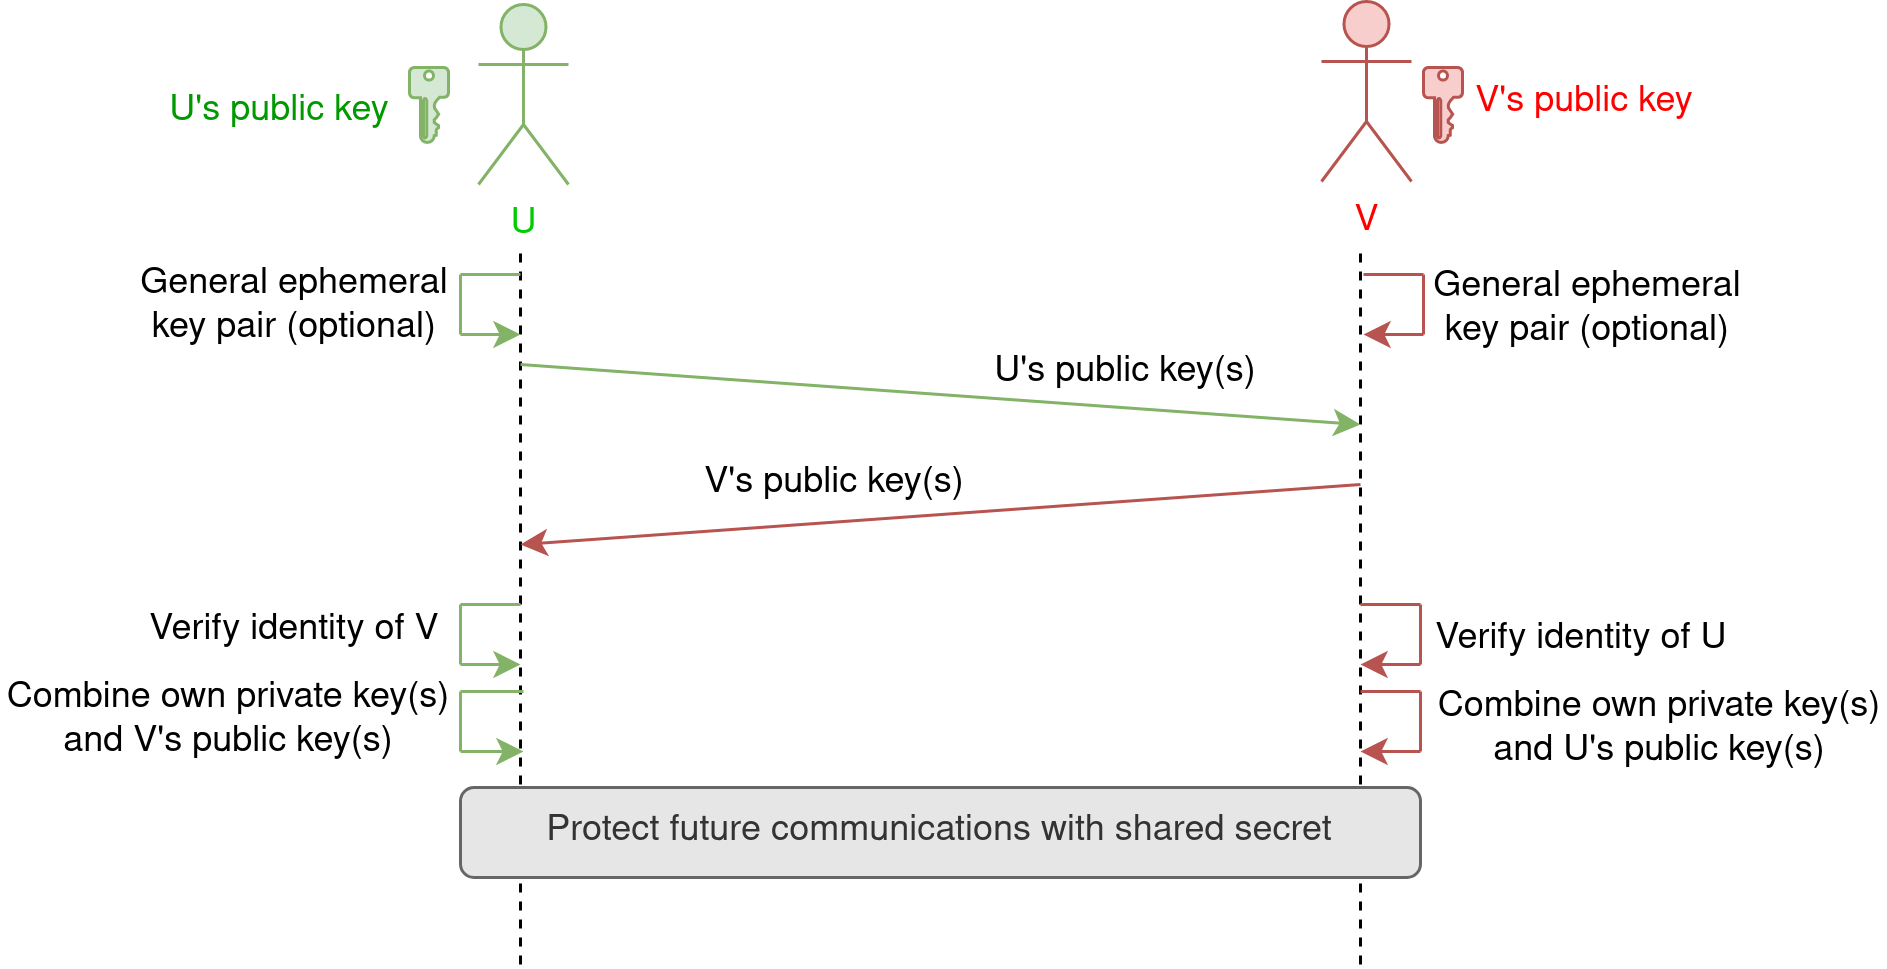 U's public key
V's public key
U
V
General ephemeral
key pair (optional)
General ephemeral
key pair (optional)
U's public key(s)
V's public key(s)
Verify identity of V
Verify identity of U
Combine own private key(s)
and V's public key(s)
Combine own private key(s)
and U's public key(s)
Protect future communications with shared secret